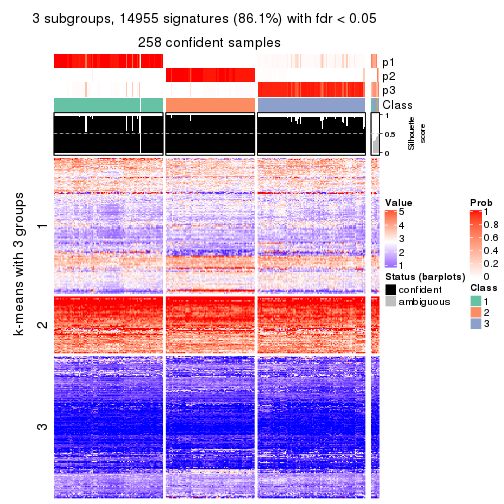 3 subgroups, 14955 signatures (86.1%) with fdr < 0.05
258 confident samples
p1
p2
p3
Class
1
0.5
0
Silhouette
score
k-means with 3 groups
1
2
3
Value
5
4
3
2
1
Status (barplots)
confident
ambiguous
Prob
1
0.8
0.6
0.4
0.2
0
Class
1
2
3